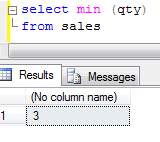 select min (qty)
from sales
Results Messages
(No column name)
1 3